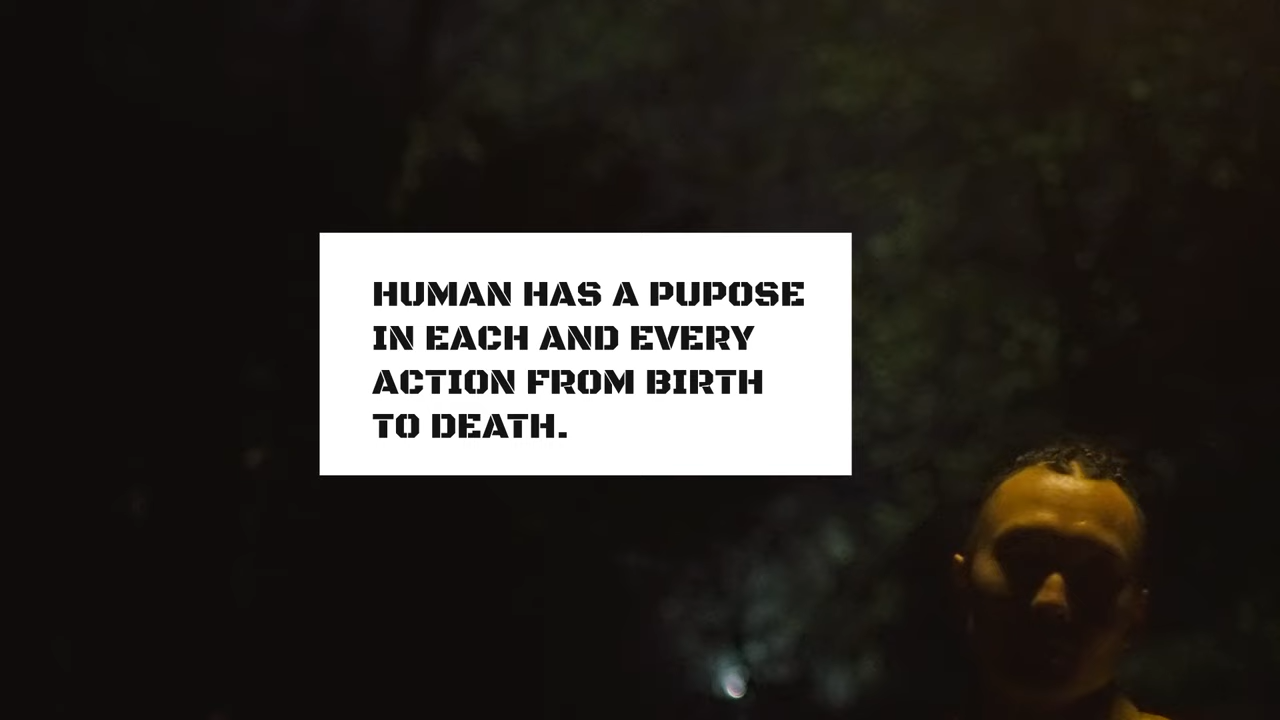 HUMAN HAS A PUPOSE
IN EACH AND EVERY
ACTION FROM BIRTH
TO DEATH.